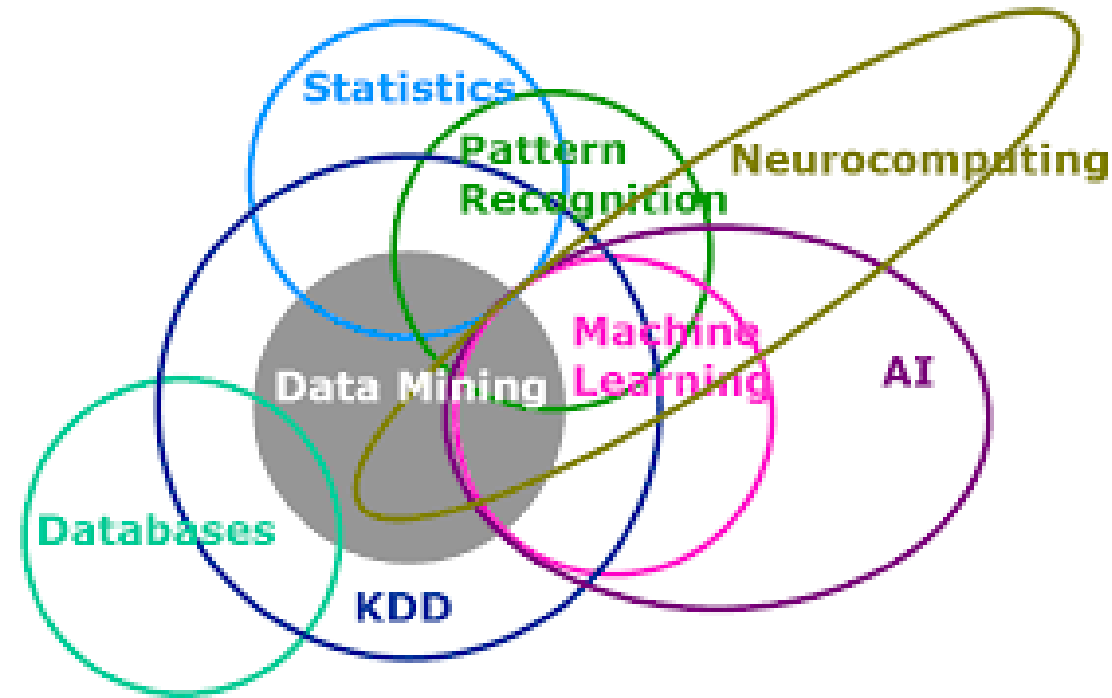 Statistics
Pattern
Recognition
Neurocomputing
Machine
Learning
AI
Data Mining
Databases
KDD